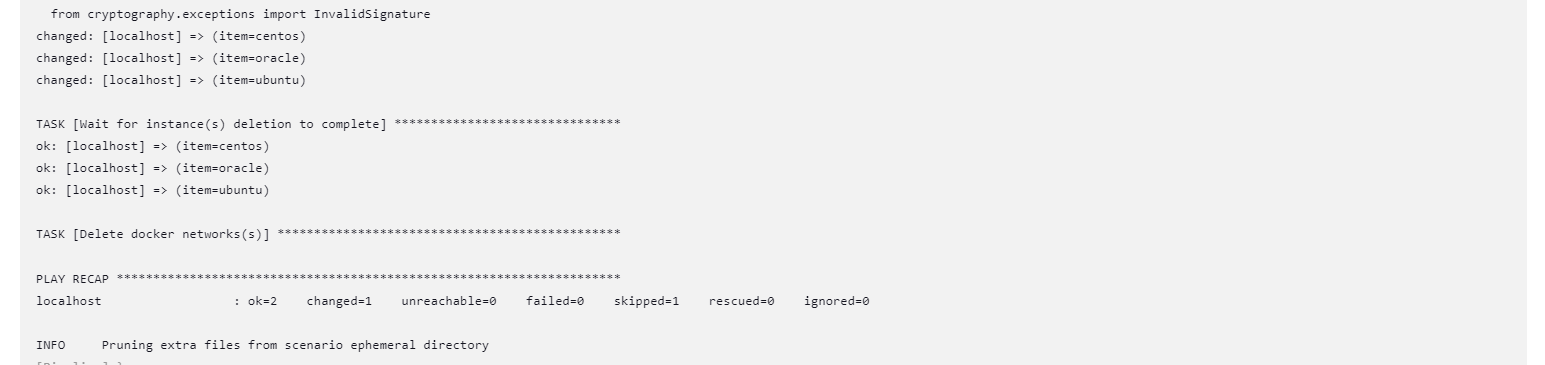 from cryptography.exceptions import InvalidSignature
changed: [localhost] => (item=centos)
changed: [localhost] => (item=oracle)
changed: [localhost] => (item=ubuntu)
TASK [Wait for instance(s) deletion to complete] *******************************
ok: [localhost] => (item=centos)
ok: [localhost] => (item=oracle)
ok: [localhost] => (item=ubuntu)
TASK [Delete docker networks(s)] ***********************************************
PLAY RECAP *********************************************************************
localhost                  : ok=2    changed=1    unreachable=0    failed=0    skipped=1    rescued=0    ignored=0
INFO     Pruning extra files from scenario ephemeral directory